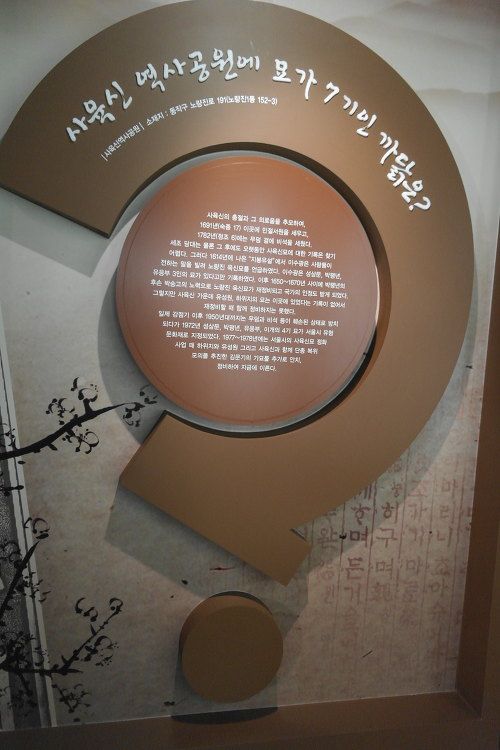 사육신 역사공원에 묘가 7기인 까닭은?
[사육신역사공원] 소재지 : 동작구 노량진로 191(노량진1동 152-3)
사육신의 충절과 그 의로움을 추모하여,
1691년(숙종 17) 이곳에 민절서원을 세우고,
1782년(정조 6)에는 무덤 곁에 비석을 세웠다.
세조 당대는 물론 그 후에도 오랫동안 사육신묘에 대한 기록은 찾기
어렵다. 그러다 1614년에 나온 "지봉유설"에서 이수광은 사람들이
전하는 말을 빌려 노량진 육신묘를 언급하였다. 이수광은 성삼문, 박팽년,
유응부 3인의 묘가 있다고만 기록하였다. 이후 1650~1670년 사이에 박팽년의
후손 박숭고의 노력으로 노량진 육신묘가 재정비되고 국가의 인정도 받게 되었다.
그렇지만 사육신 가운데 유성원, 하위지의 묘는 이곳에 있었다는 기록이 없어서
재정비할 때 함께 정비하지는 못했다.
일제 강점기 이후 1950년대까지는 무덤과 비석 등이 훼손된 상태로 방치
되다가 1972년 성삼문, 박팽년, 유응부, 이개의 4기 묘가 서울시 유형
문화재로 지정되었다. 1977~1978년에는 서울시의 사육신묘 정화
사업 때 하위지와 유성원 그리고 사육신과 함께 단종 복위
모의를 추진한 김문기의 가묘를 추가로 안치,
정비하여 지금에 이른다.